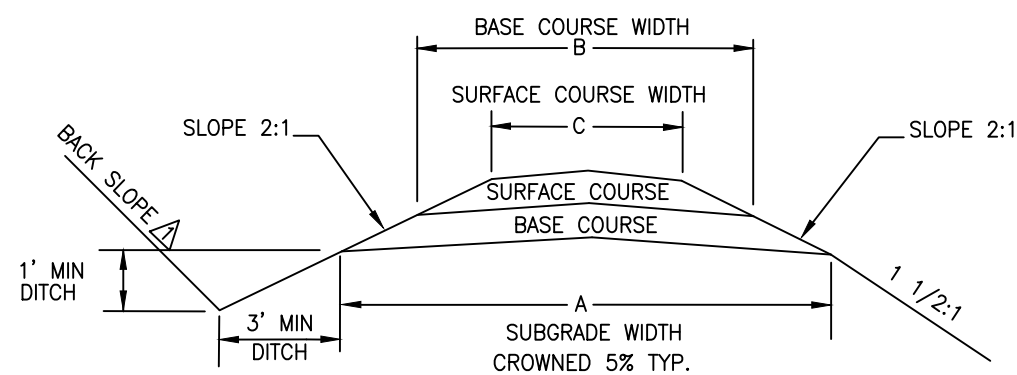 BASE COURSE WIDTH
B
SURFACE COURSE WIDTH
C
SLOPE 2:1
SLOPE 2:1
BACK SLOPE 1
SURFACE COURSE
BASE COURSE
1' MIN
DITCH
3' MIN
DITCH
A
SUBGRADE WIDTH
CROWNED 5% TYP.
1 1/2:1